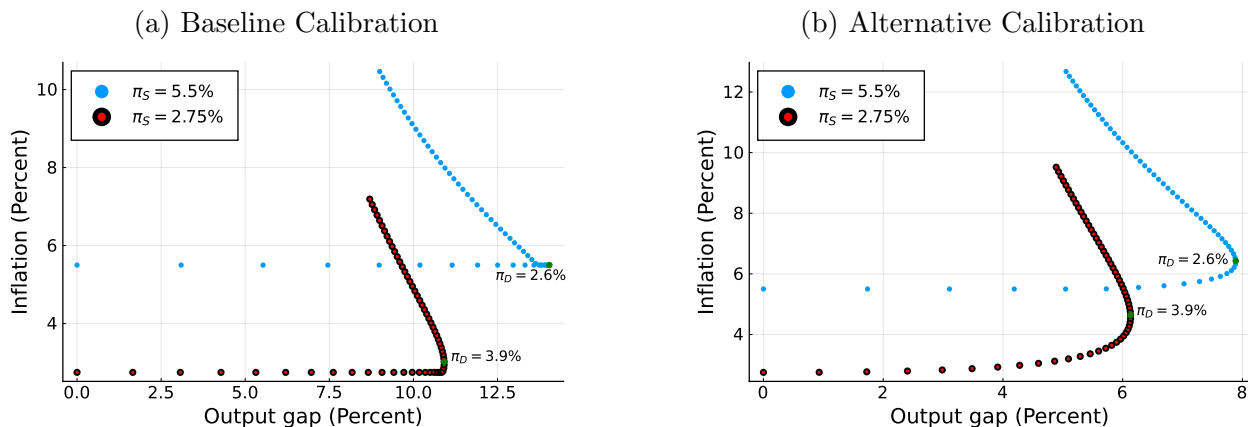 (a) Baseline Calibration
π_S = 5.5%
π_S = 2.75%
10
8
6
4
Inflation (Percent)
π_D = 2.6%
π_D = 3.9%
0.0
2.5
5.0
7.5
10.0
12.5
Output gap (Percent)
(b) Alternative Calibration
π_S = 5.5%
π_S = 2.75%
12
10
8
6
4
Inflation (Percent)
π_D = 2.6%
π_D = 3.9%
0
2
4
6
8
Output gap (Percent)